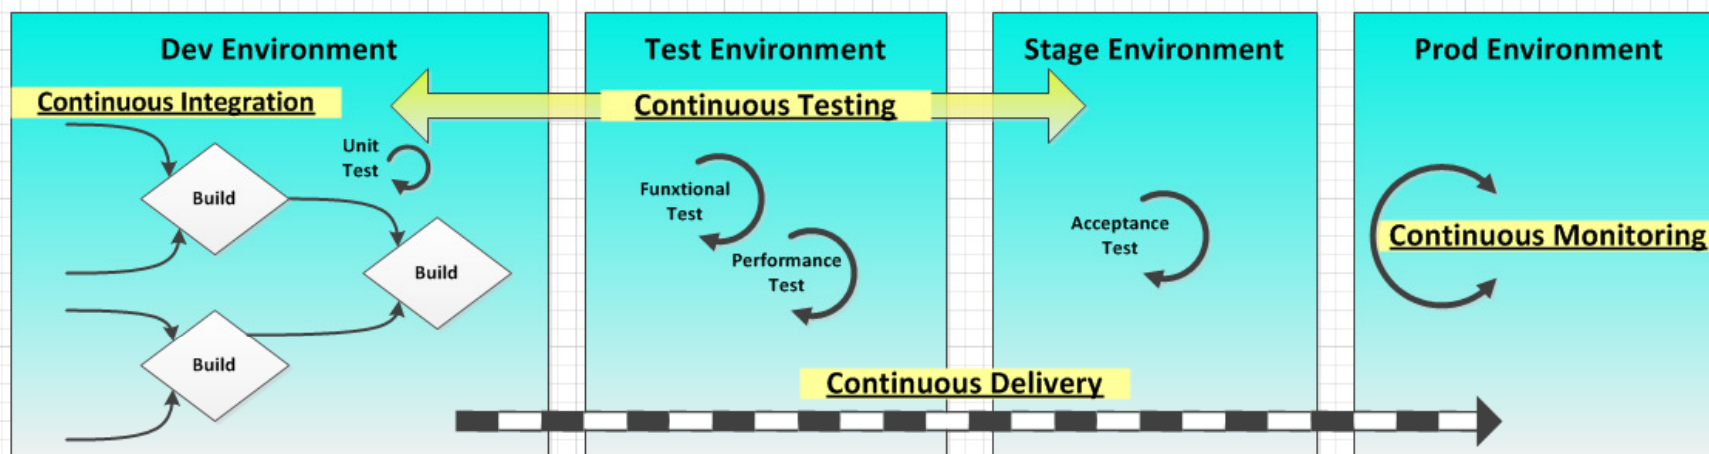 Dev Environment
Continuous Integration
Unit
Test
Build
Build
Build
Test Environment
Continuous Testing
Funxtional
Test
Performance
Test
Stage Environment
Acceptance
Test
Continuous Delivery
Prod Environment
Continuous Monitoring